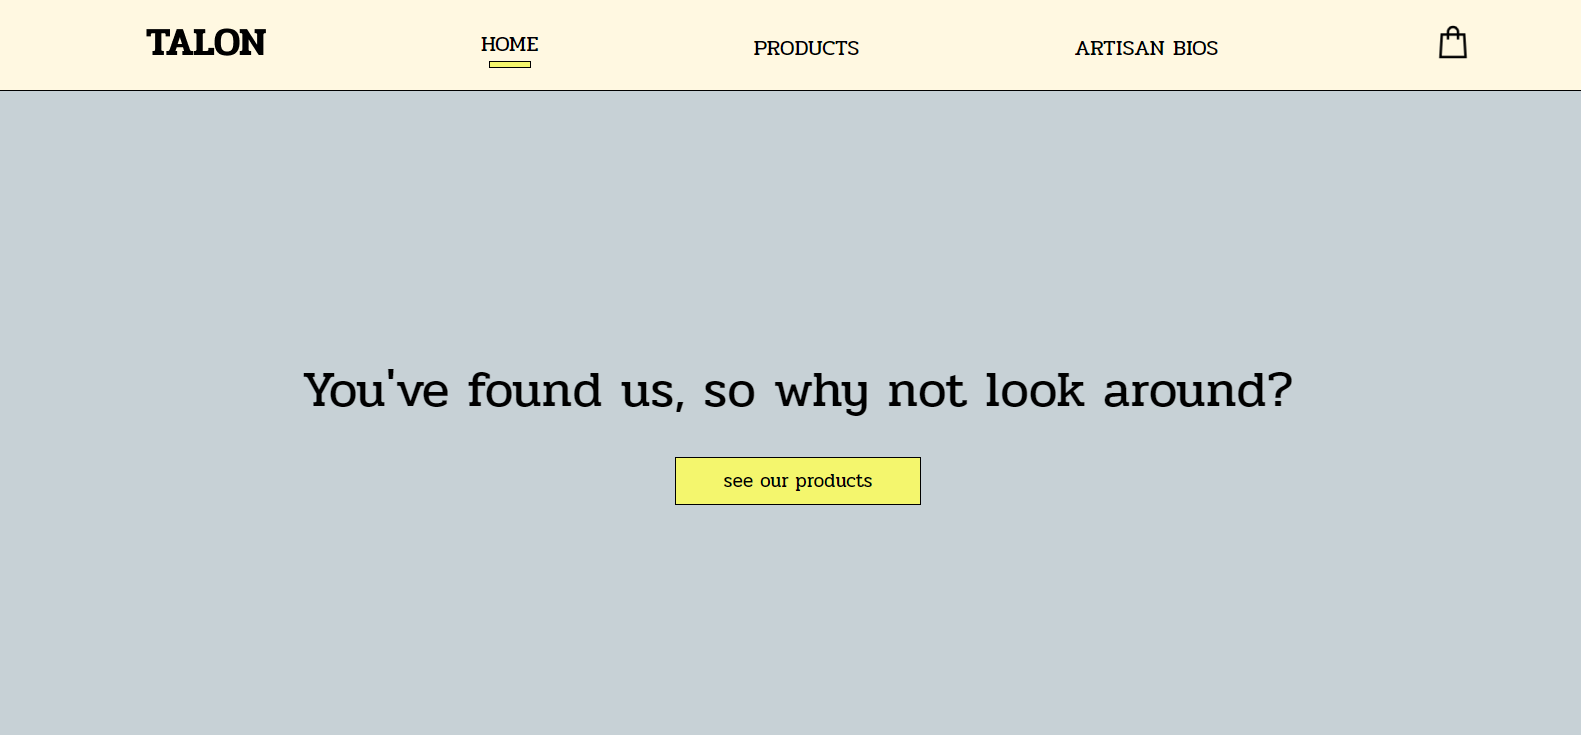 TALON
HOME
PRODUCTS
ARTISAN BIOS
You've found us, so why not look around?
see our products